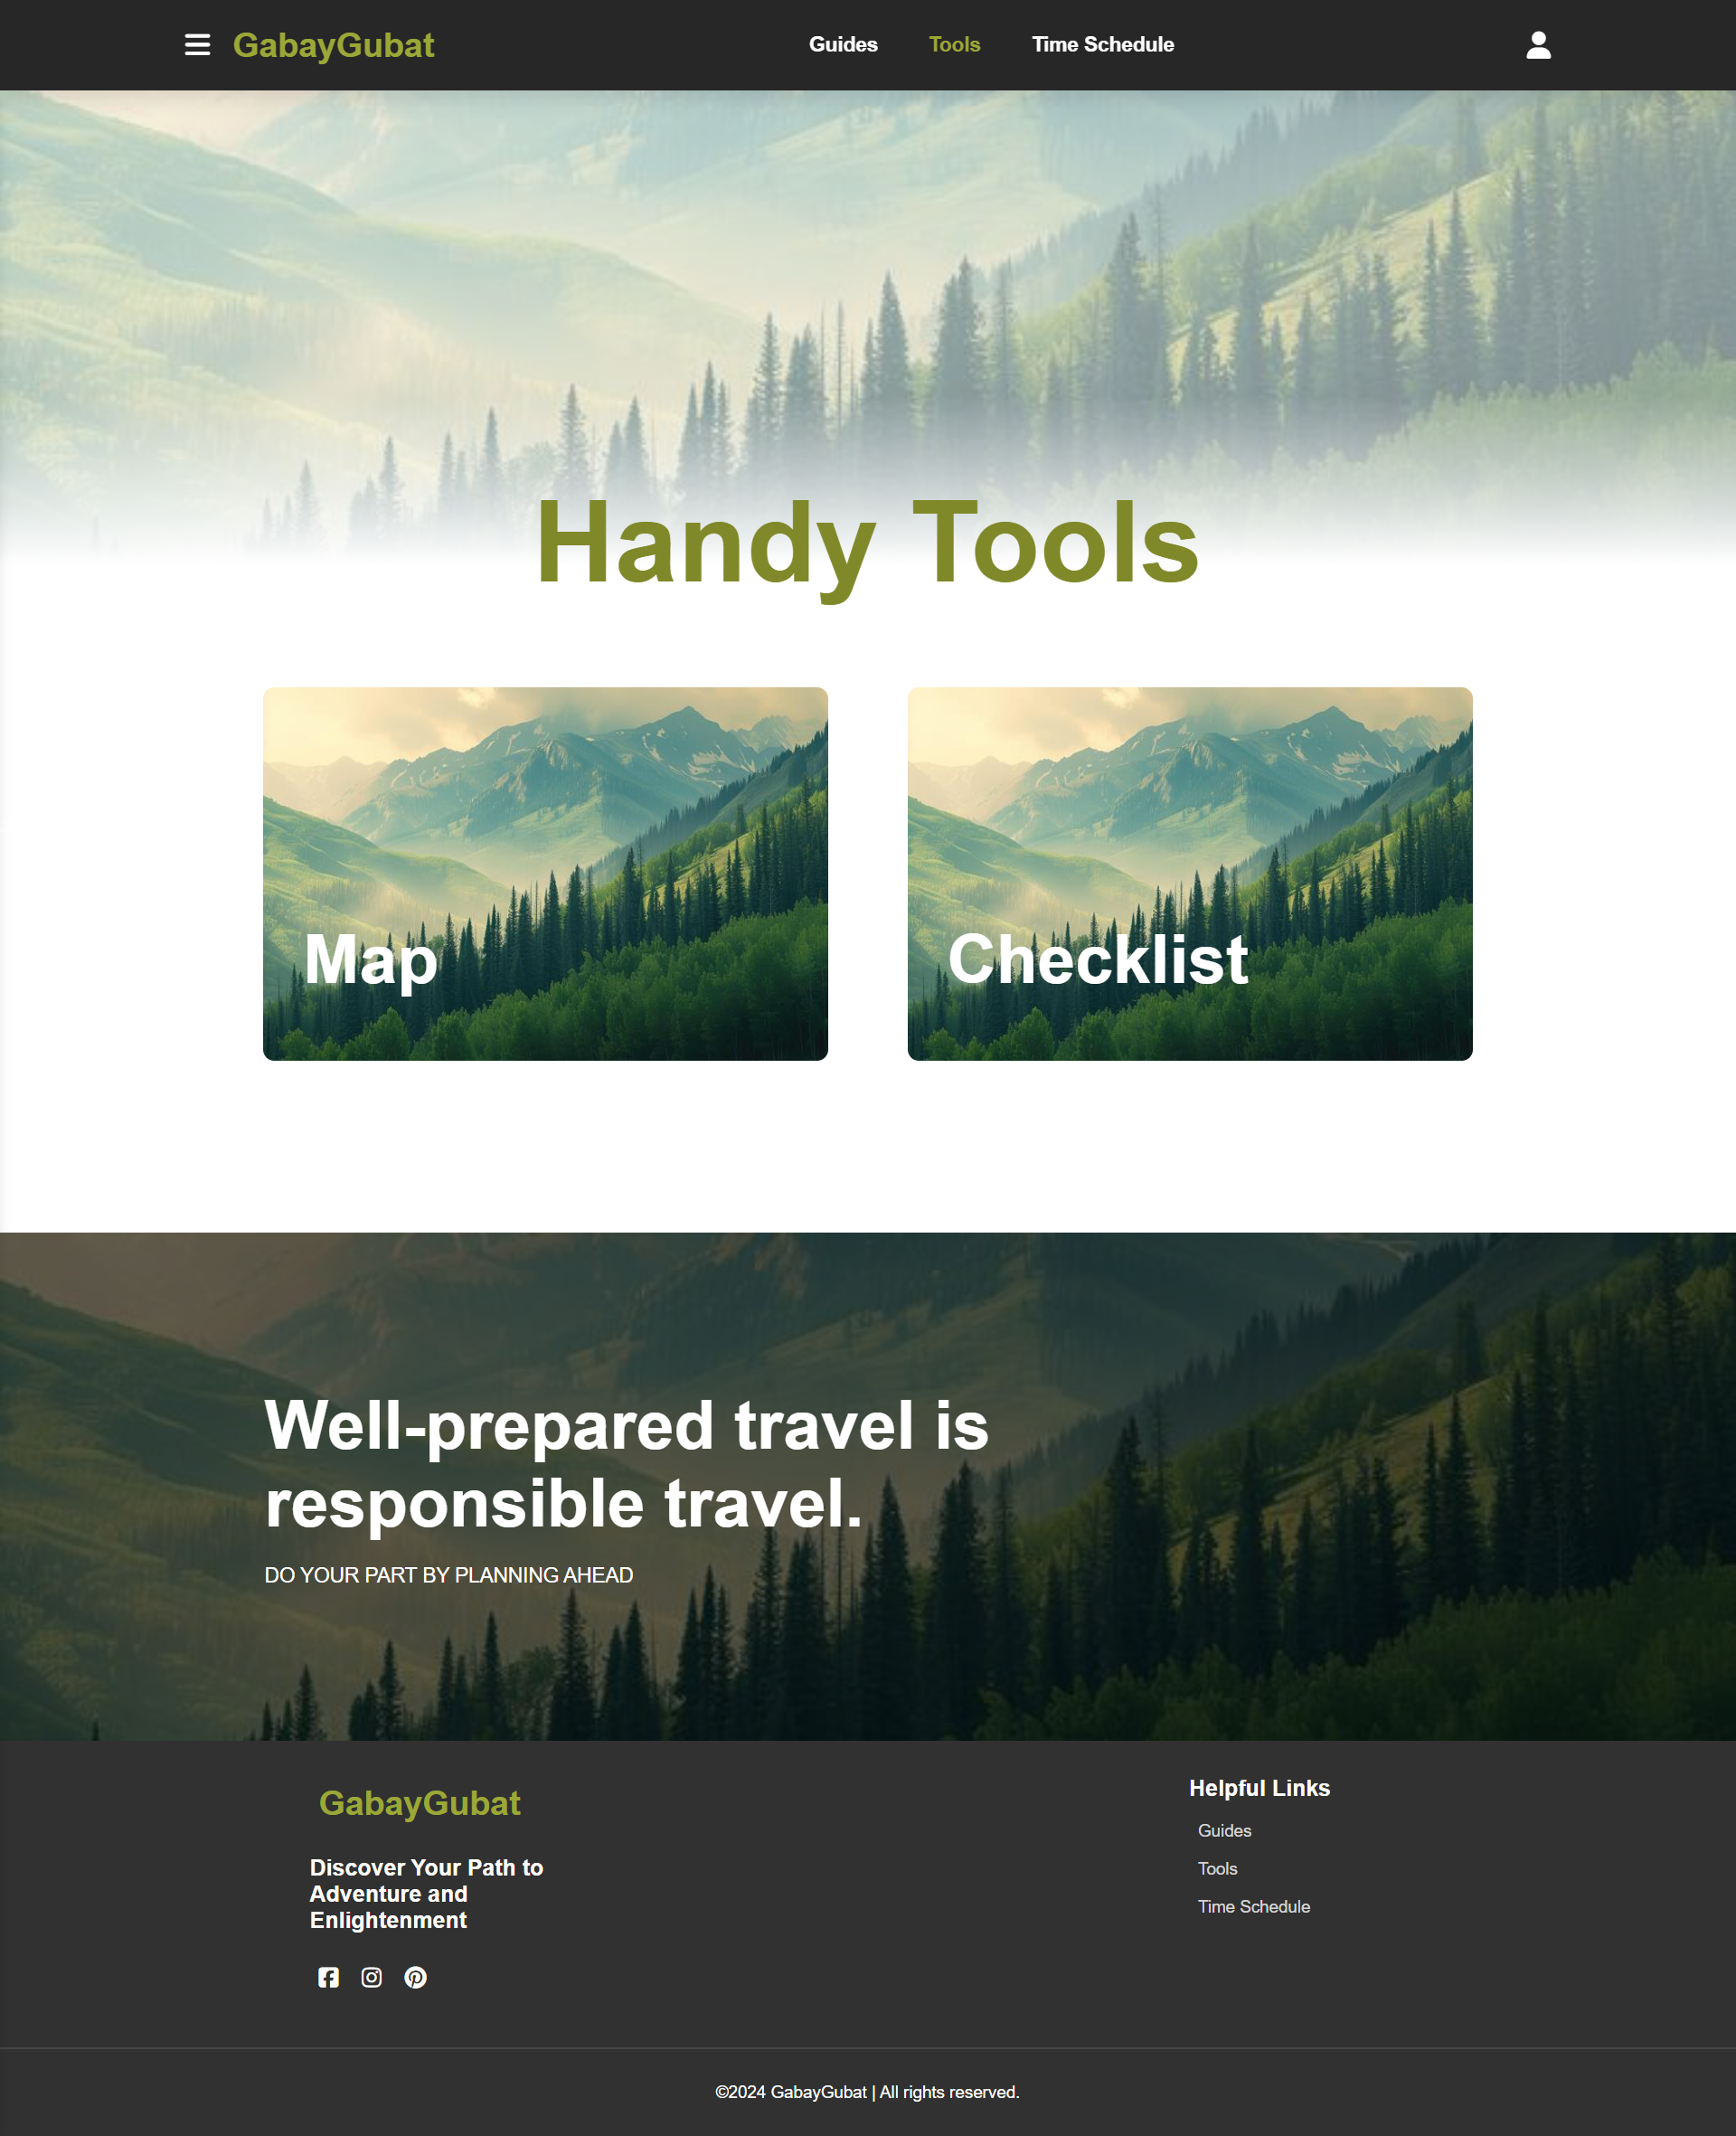 GabayGubat
Guides
Tools
Time Schedule
Handy Tools
Map
Checklist
Well-prepared travel is
responsible travel.
DO YOUR PART BY PLANNING AHEAD
GabayGubat
Discover Your Path to
Adventure and
Enlightenment
Helpful Links
Guides
Tools
Time Schedule
©2024 GabayGubat | All rights reserved.